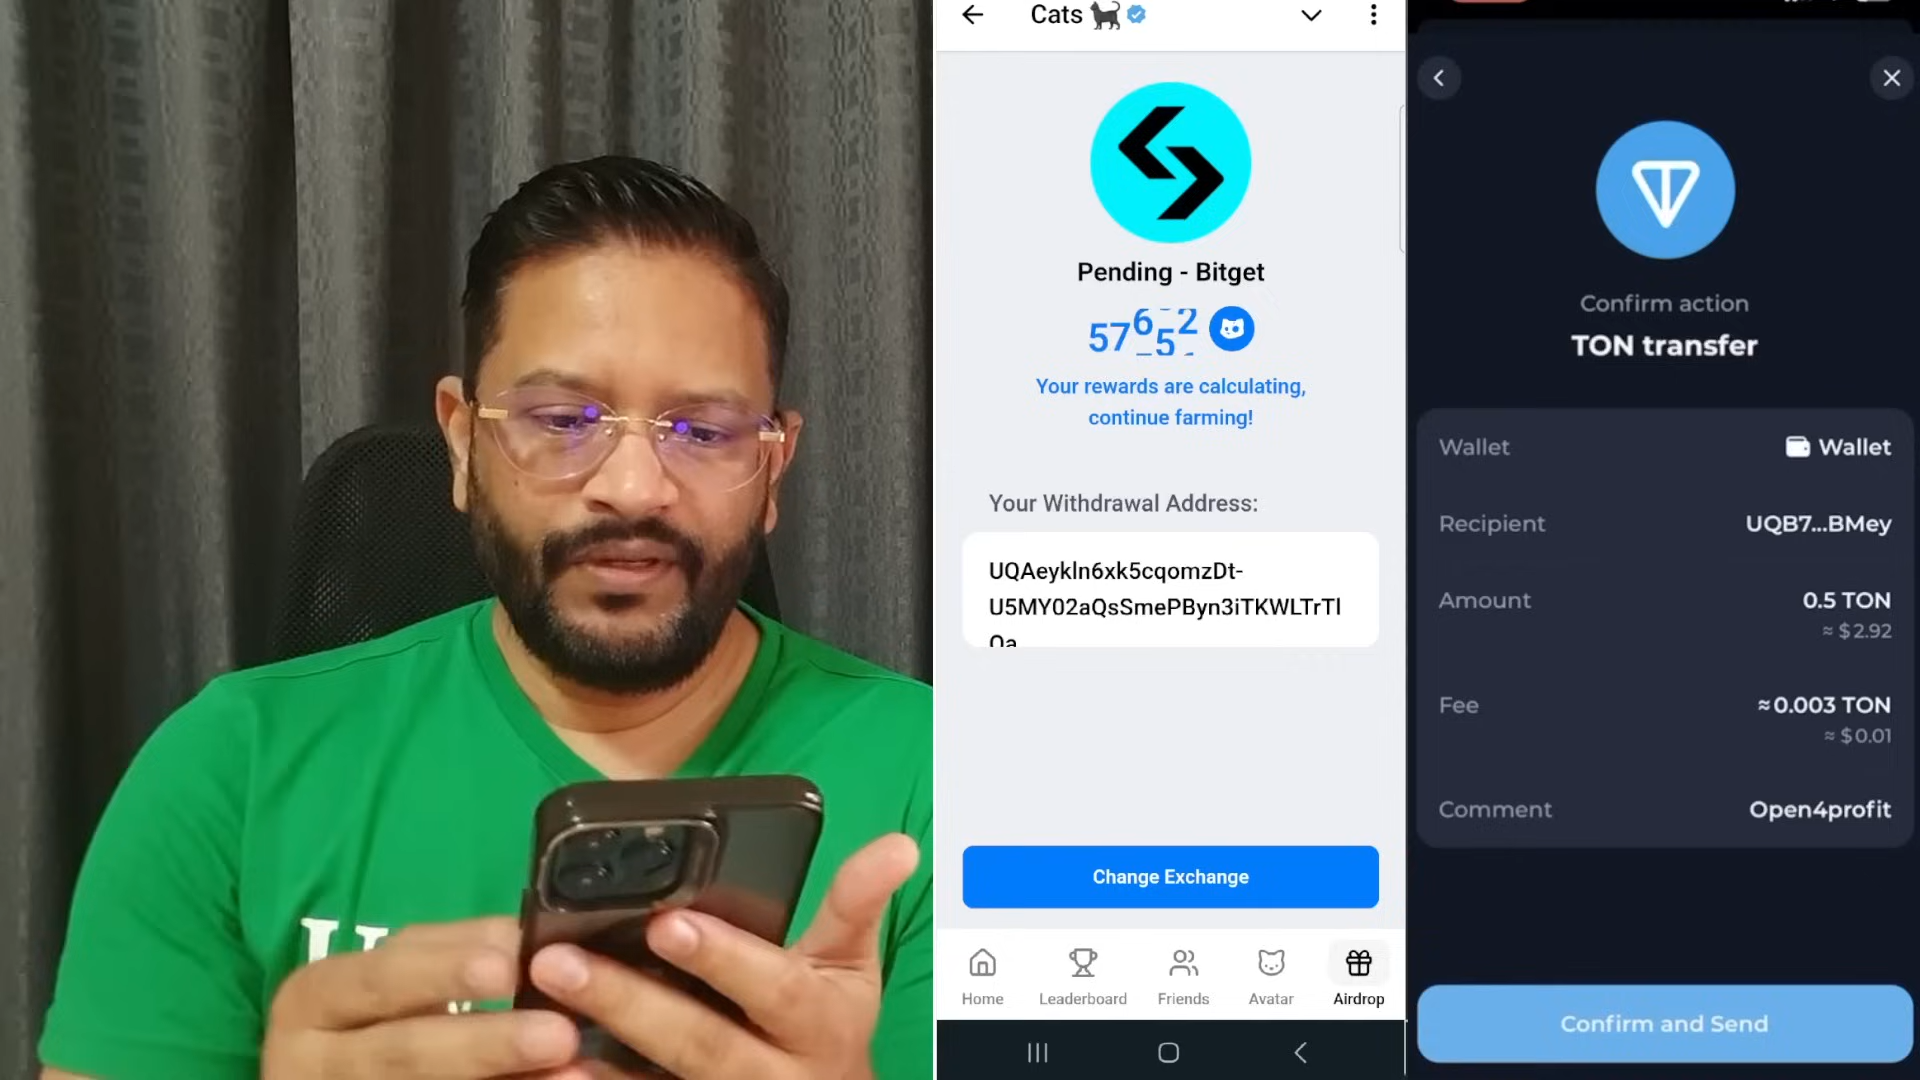 Cats
Pending - Bitget
Your rewards are calculating,
continue farming!
Your Withdrawal Address:
UQAeykln6xk5cqomzDt-
U5MY02aQsSmePByn3iTKWLTrTl
Change Exchange
Home
Leaderboard
Friends
Avatar
Airdrop
Confirm action
TON transfer
Wallet
Wallet
Recipient
UQB7...BMey
Amount
0.5 TON
≈ $2.92
Fee
≈0.003 TON
≈ $0.01
Comment
Open4profit
Confirm and Send